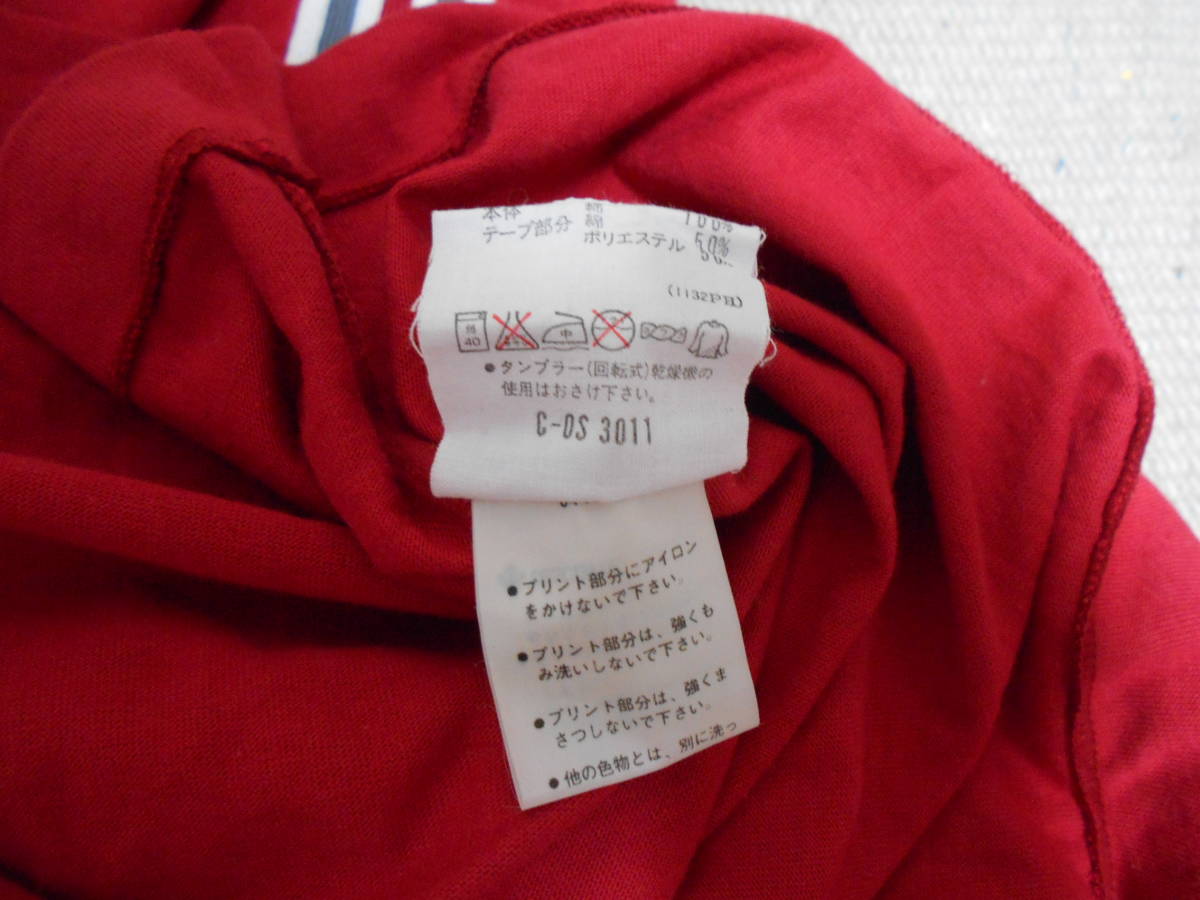 本体 綿 100%
テープ部分 綿
ポリエステル 50%
(1132PH)
40
中
●タンブラー(回転式)乾燥機の
使用はおさけ下さい。
C-OS 3011
●プリント部分にアイロン
をかけないで下さい。
●プリント部分は、強くも
み洗いしないで下さい。
●プリント部分は、強くま
さつしないで下さい。
●他の色物とは、別に洗っ